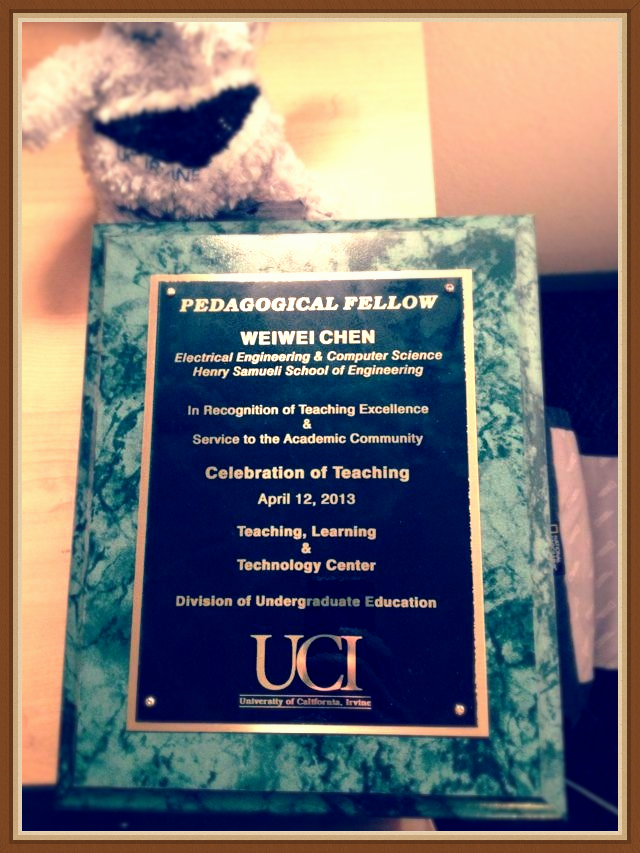 UC IRVINE
PEDAGOGICAL FELLOW
WEIWEI CHEN
Electrical Engineering & Computer Science
Henry Samueli School of Engineering
In Recognition of Teaching Excellence
&
Service to the Academic Community
Celebration of Teaching
April 12, 2013
Teaching, Learning
&
Technology Center
Division of Undergraduate Education
UCI
University of California, Irvine